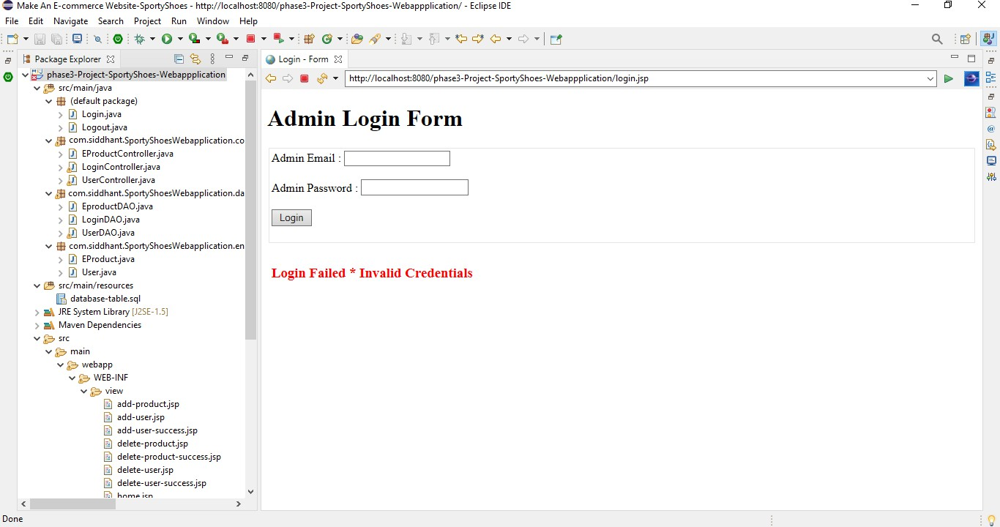 Make An E-commerce Website-SportyShoes - http://localhost:8080/phase3-Project-SportyShoes-Webappplication/ - Eclipse IDE
File Edit Navigate Search Project Run Window Help
Package Explorer
phase3-Project-SportyShoes-Webappplication
src/main/java
(default package)
Login.java
Logout.java
com.siddhant.SportyShoesWebapplication.co
EProductController.java
LoginController.java
UserController.java
com.siddhant.SportyShoesWebapplication.da
EproductDAO.java
LoginDAO.java
UserDAO.java
com.siddhant.SportyShoesWebapplication.en
EProduct.java
User.java
src/main/resources
database-table.sql
JRE System Library [J2SE-1.5]
Maven Dependencies
src
main
webapp
WEB-INF
view
add-product.jsp
add-user.jsp
add-user-success.jsp
delete-product.jsp
delete-product-success.jsp
delete-user.jsp
delete-user-success.jsp
home.jsp
Login - Form
http://localhost:8080/phase3-Project-SportyShoes-Webappplication/login.jsp
Admin Login Form
Admin Email :
Admin Password :
Login
Login Failed * Invalid Credentials
Done